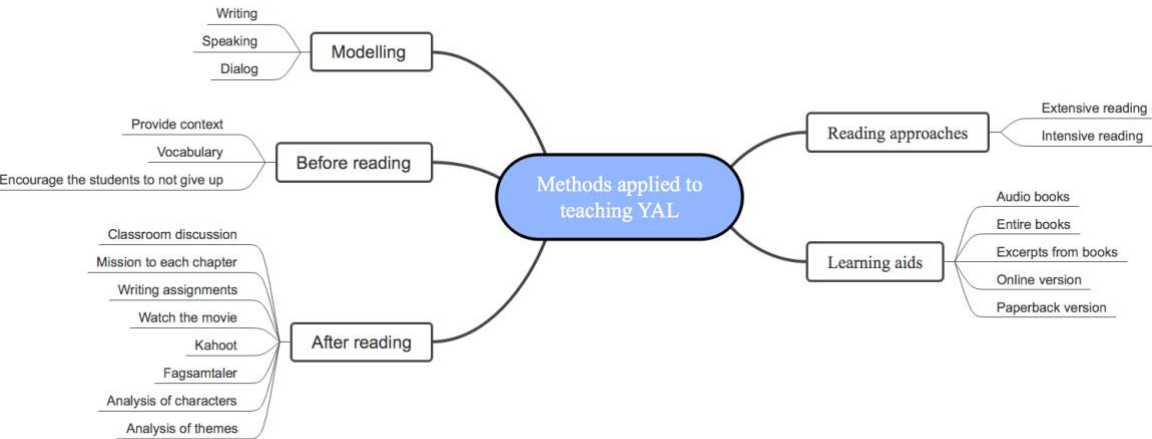 Writing
Speaking
Dialog
Modelling
Provide context
Vocabulary
Encourage the students to not give up
Before reading
Classroom discussion
Mission to each chapter
Writing assignments
Watch the movie
Kahoot
Fagsamtaler
Analysis of characters
Analysis of themes
After reading
Methods applied to
teaching YAL
Reading approaches
Extensive reading
Intensive reading
Learning aids
Audio books
Entire books
Excerpts from books
Online version
Paperback version